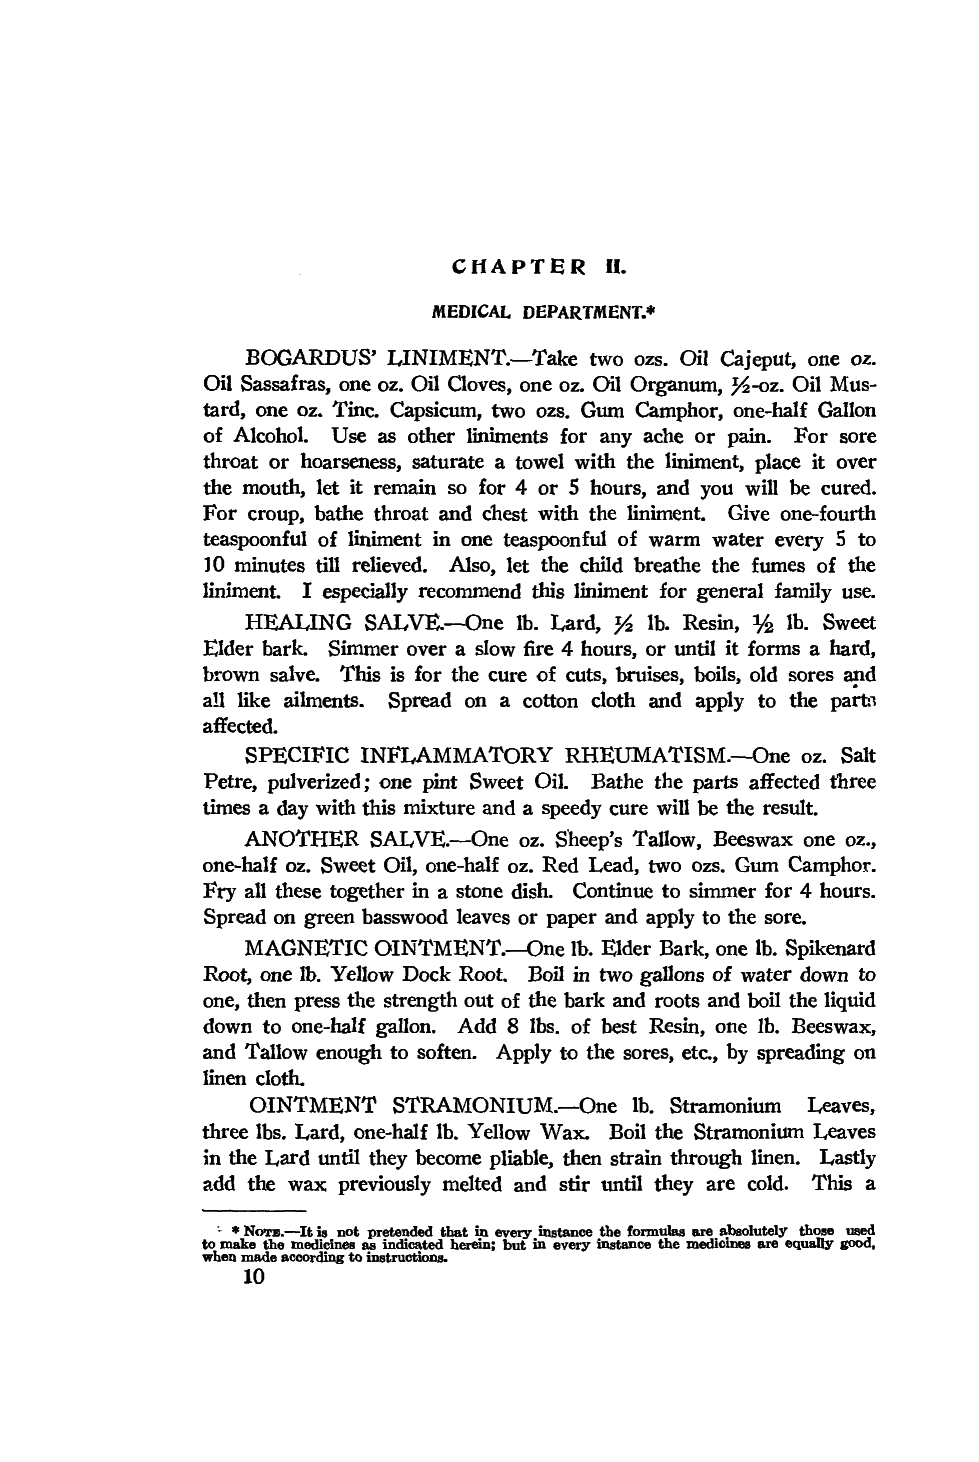 CHAPTER II.
MEDICAL DEPARTMENT.*
BOGARDUS' LINIMENT.—Take two ozs. Oil Cajeput, one oz.
Oil Sassafras, one oz. Oil Cloves, one oz. Oil Organum, ½-oz. Oil Mus-
tard, one oz. Tinc. Capsicum, two ozs. Gum Camphor, one-half Gallon
of Alcohol. Use as other liniments for any ache or pain. For sore
throat or hoarseness, saturate a towel with the liniment, place it over
the mouth, let it remain so for 4 or 5 hours, and you will be cured.
For croup, bathe throat and chest with the liniment. Give one-fourth
teaspoonful of liniment in one teaspoonful of warm water every 5 to
10 minutes till relieved. Also, let the child breathe the fumes of the
liniment. I especially recommend this liniment for general family use.
HEALING SALVE.—One lb. Lard, ½ lb. Resin, ½ lb. Sweet
Elder bark. Simmer over a slow fire 4 hours, or until it forms a hard,
brown salve. This is for the cure of cuts, bruises, boils, old sores and
all like ailments. Spread on a cotton cloth and apply to the parts
affected.
SPECIFIC INFLAMMATORY RHEUMATISM.—One oz. Salt
Petre, pulverized; one pint Sweet Oil. Bathe the parts affected three
times a day with this mixture and a speedy cure will be the result.
ANOTHER SALVE.—One oz. Sheep's Tallow, Beeswax one oz.,
one-half oz. Sweet Oil, one-half oz. Red Lead, two ozs. Gum Camphor.
Fry all these together in a stone dish. Continue to simmer for 4 hours.
Spread on green basswood leaves or paper and apply to the sore.
MAGNETIC OINTMENT.—One lb. Elder Bark, one lb. Spikenard
Root, one lb. Yellow Dock Root. Boil in two gallons of water down to
one, then press the strength out of the bark and roots and boil the liquid
down to one-half gallon. Add 8 lbs. of best Resin, one lb. Beeswax,
and Tallow enough to soften. Apply to the sores, etc., by spreading on
linen cloth.
OINTMENT STRAMONIUM.—One lb. Stramonium Leaves,
three lbs. Lard, one-half lb. Yellow Wax. Boil the Stramonium Leaves
in the Lard until they become pliable, then strain through linen. Lastly
add the wax previously melted and stir until they are cold. This a
* NOTE.—It is not pretended that in every instance the formulas are absolutely those used
to make the medicines as indicated herein; but in every instance the medicines are equally good,
when made according to instructions.
10